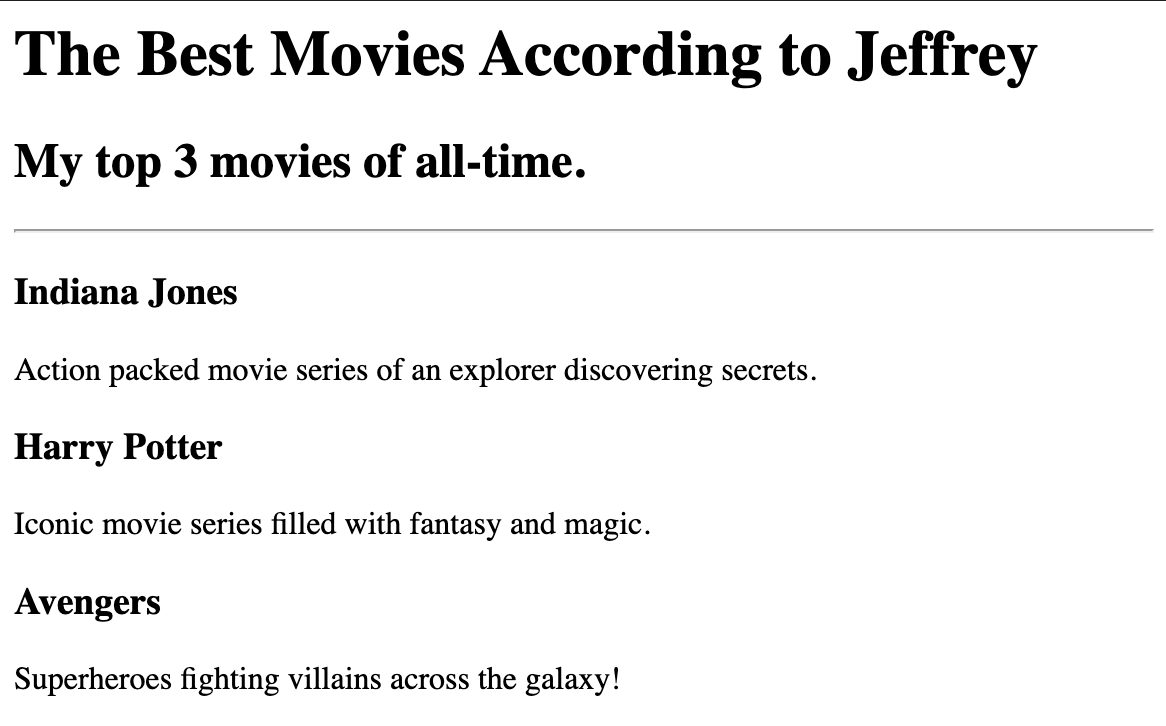 The Best Movies According to Jeffrey
My top 3 movies of all-time.
Indiana Jones
Action packed movie series of an explorer discovering secrets.
Harry Potter
Iconic movie series filled with fantasy and magic.
Avengers
Superheroes fighting villains across the galaxy!